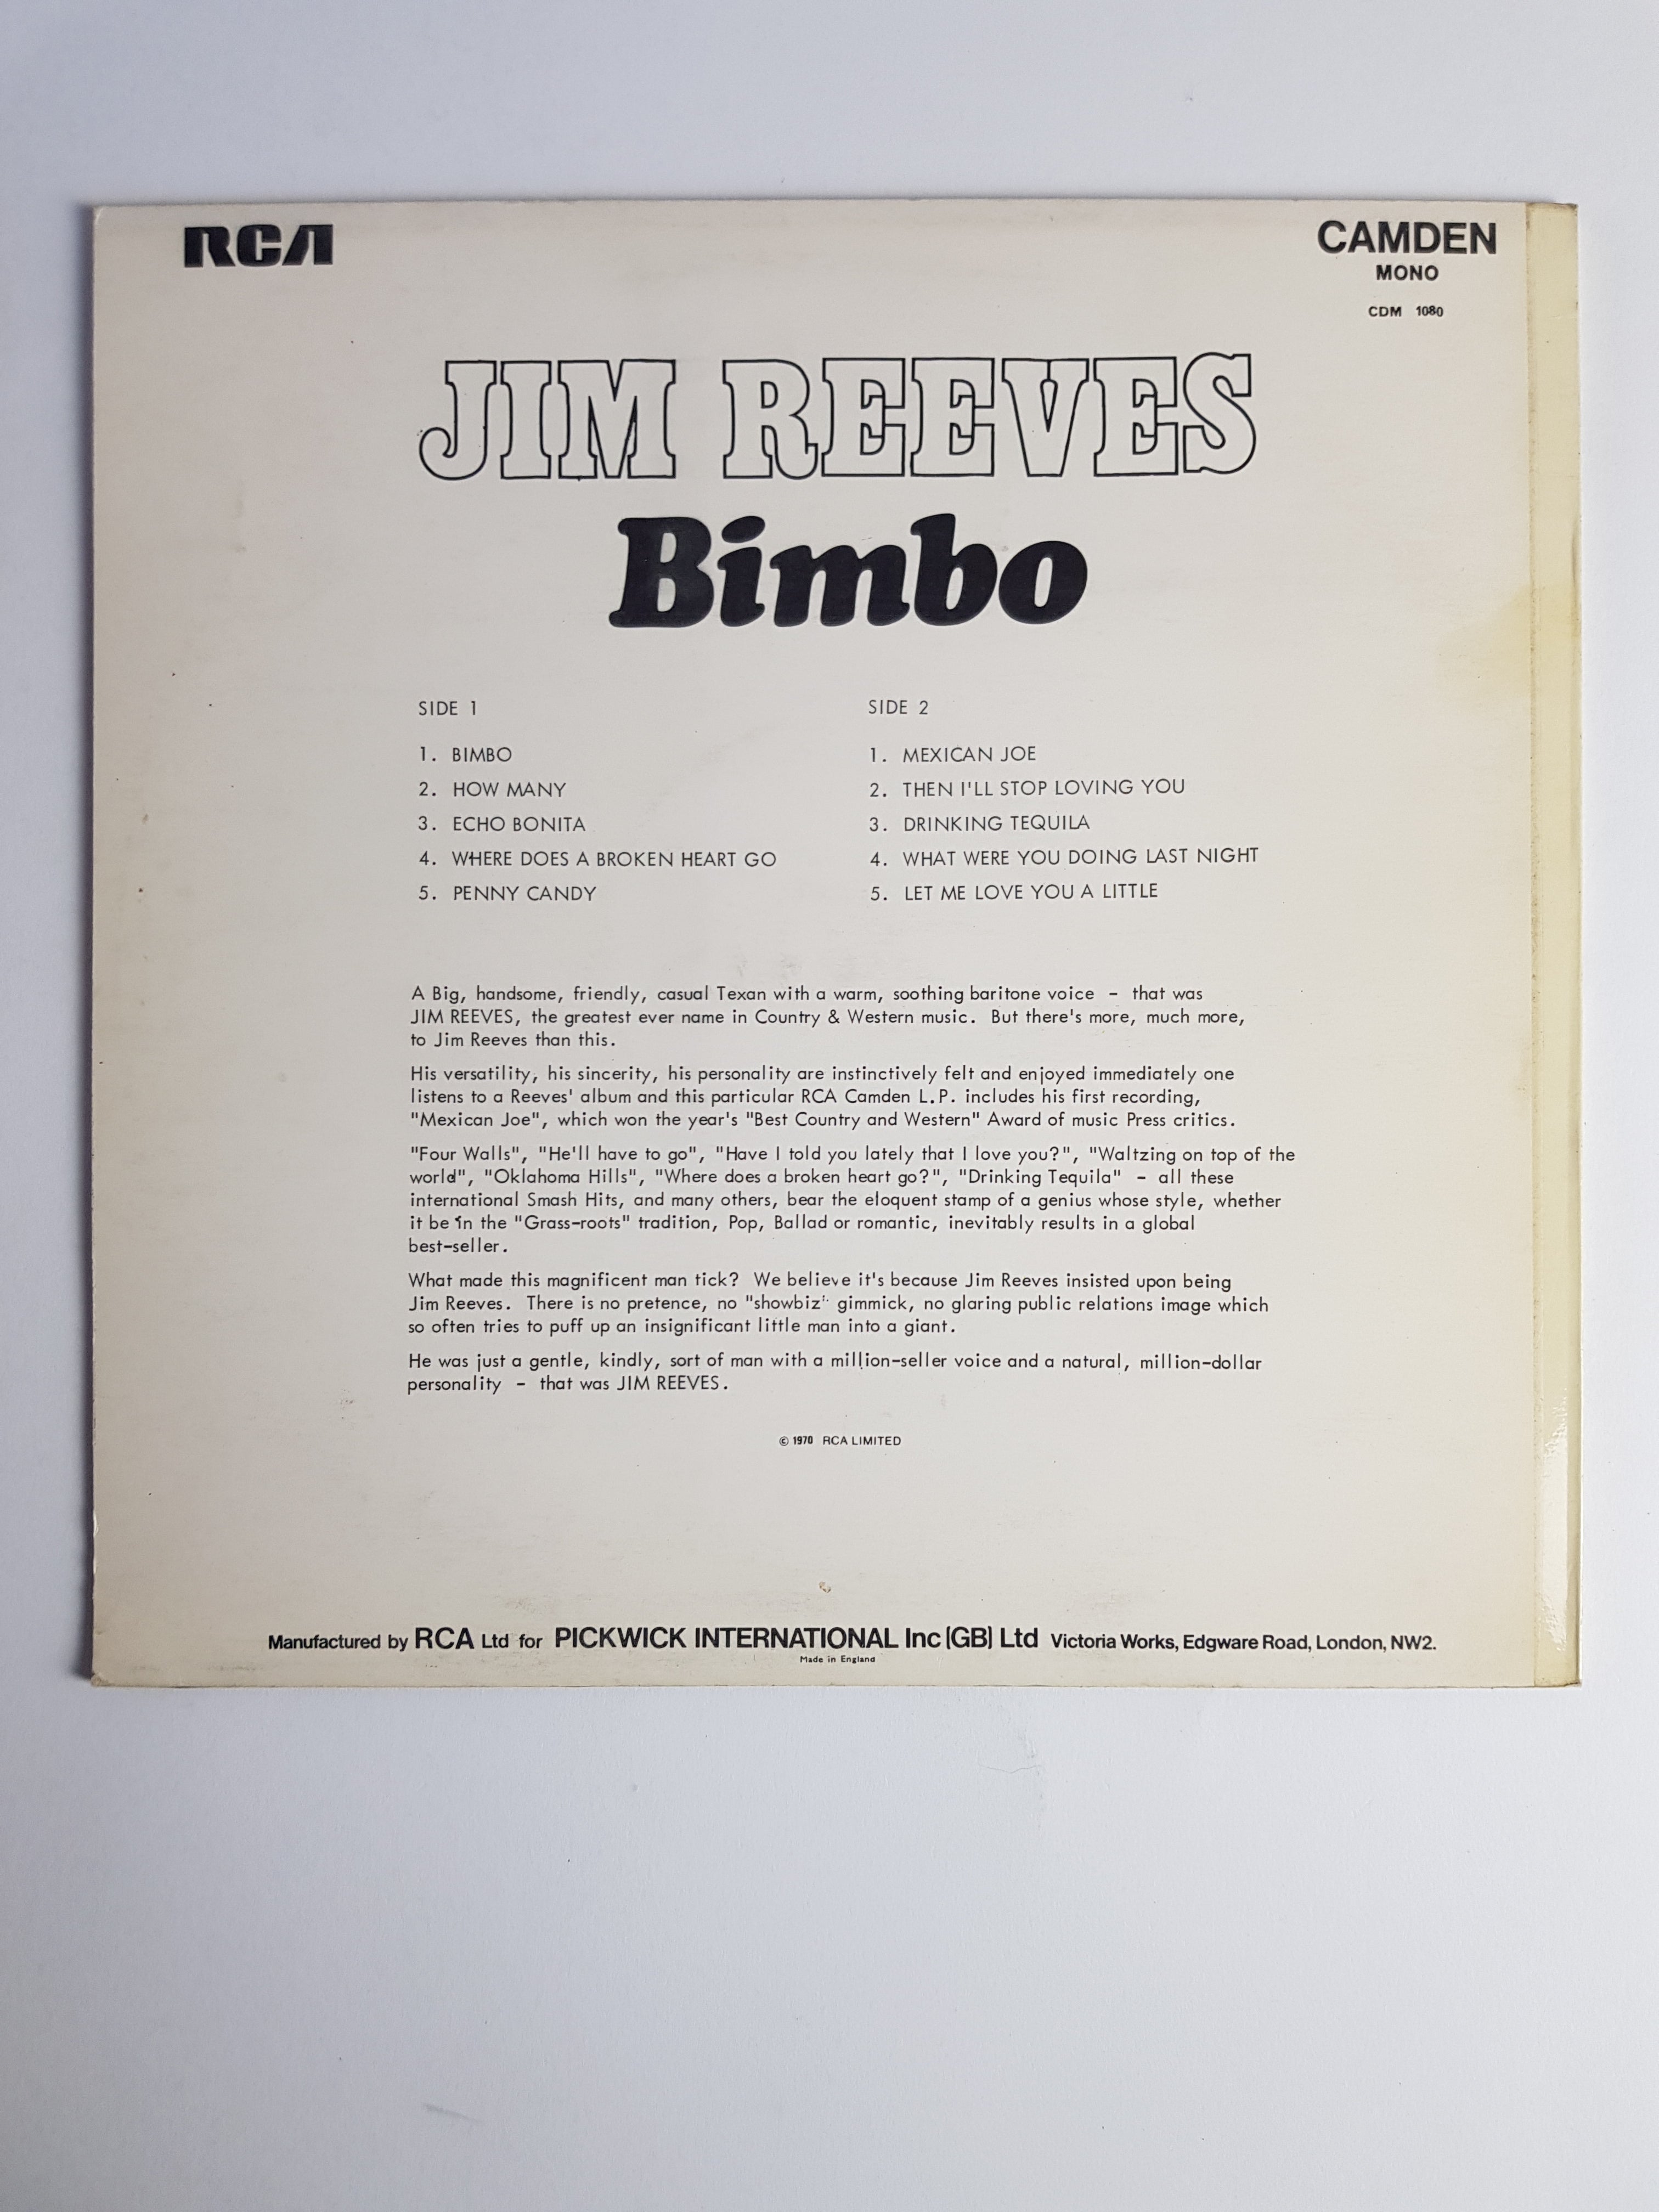 RCA
CAMDEN
MONO
CDM 1080
JIM REEVES
Bimbo
SIDE 1
1. BIMBO
2. HOW MANY
3. ECHO BONITA
4. WHERE DOES A BROKEN HEART GO
5. PENNY CANDY
SIDE 2
1. MEXICAN JOE
2. THEN I'LL STOP LOVING YOU
3. DRINKING TEQUILA
4. WHAT WERE YOU DOING LAST NIGHT
5. LET ME LOVE YOU A LITTLE
A Big, handsome, friendly, casual Texan with a warm, soothing baritone voice - that was
JIM REEVES, the greatest ever name in Country & Western music. But there's more, much more,
to Jim Reeves than this.
His versatility, his sincerity, his personality are instinctively felt and enjoyed immediately one
listens to a Reeves' album and this particular RCA Camden L.P. includes his first recording,
"Mexican Joe", which won the year's "Best Country and Western" Award of music Press critics.
"Four Walls", "He'll have to go", "Have I told you lately that I love you?", "Waltzing on top of the
world", "Oklahoma Hills", "Where does a broken heart go?", "Drinking Tequila" - all these
international Smash Hits, and many others, bear the eloquent stamp of a genius whose style, whether
it be in the "Grass-roots" tradition, Pop, Ballad or romantic, inevitably results in a global
best-seller.
What made this magnificent man tick? We believe it's because Jim Reeves insisted upon being
Jim Reeves. There is no pretence, no "showbiz" gimmick, no glaring public relations image which
so often tries to puff up an insignificant little man into a giant.
He was just a gentle, kindly, sort of man with a million-seller voice and a natural, million-dollar
personality - that was JIM REEVES.
© 1970 RCA LIMITED
Manufactured by RCA Ltd for PICKWICK INTERNATIONAL Inc (GB) Ltd Victoria Works, Edgware Road, London, NW2.
Made in England